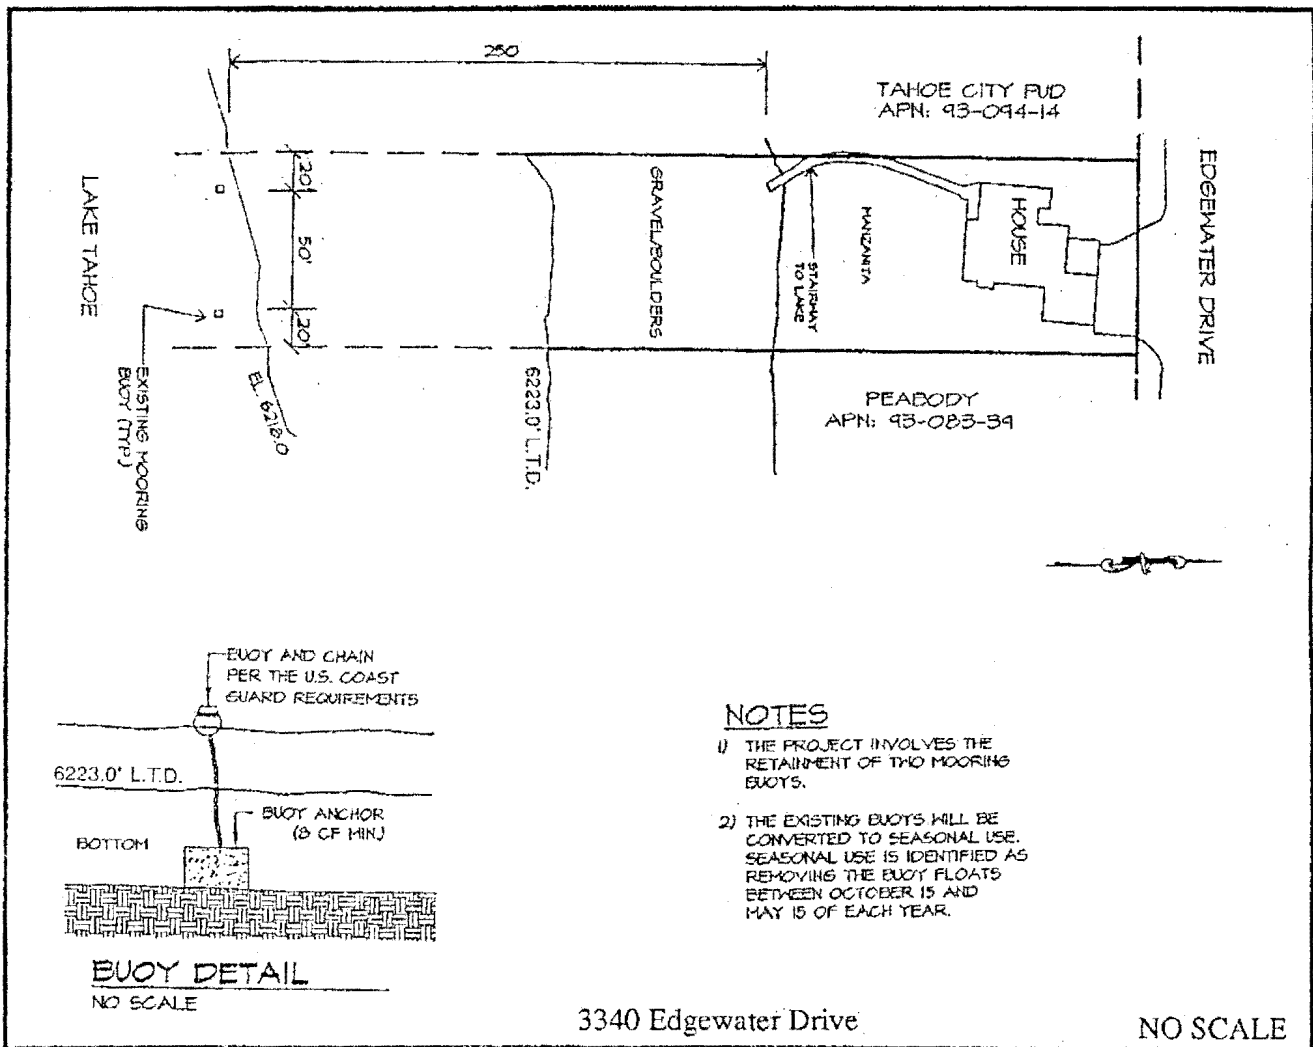 250
TAHOE CITY PUD
APN: 93-094-14
EDGEWATER DRIVE
LAKE TAHOE
20'
50'
20'
GRAVEL/BOULDERS
MANZANITA
HOUSE
STAIRWAY
TO LAKE
EXISTING MOORING
BUOY (TYP.)
EL. 6218.0
6223.0' L.T.D.
PEABODY
APN: 93-083-39
BUOY AND CHAIN
PER THE U.S. COAST
GUARD REQUIREMENTS
6223.0' L.T.D.
BUOY ANCHOR
(8 CF MIN.)
BOTTOM
BUOY DETAIL
NO SCALE
NOTES
1) THE PROJECT INVOLVES THE
RETAINMENT OF TWO MOORING
BUOYS.
2) THE EXISTING BUOYS WILL BE
CONVERTED TO SEASONAL USE.
SEASONAL USE IS IDENTIFIED AS
REMOVING THE BUOY FLOATS
BETWEEN OCTOBER 15 AND
MAY 15 OF EACH YEAR.
3340 Edgewater Drive
NO SCALE